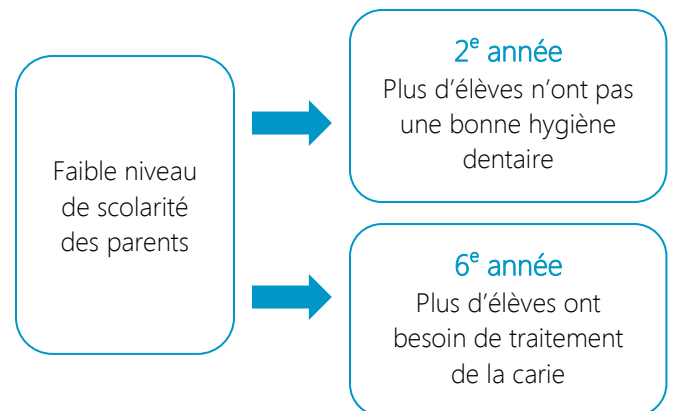 Faible niveau
de scolarité
des parents
2e année
Plus d’élèves n’ont pas
une bonne hygiène
dentaire
6e année
Plus d’élèves ont
besoin de traitement
de la carie